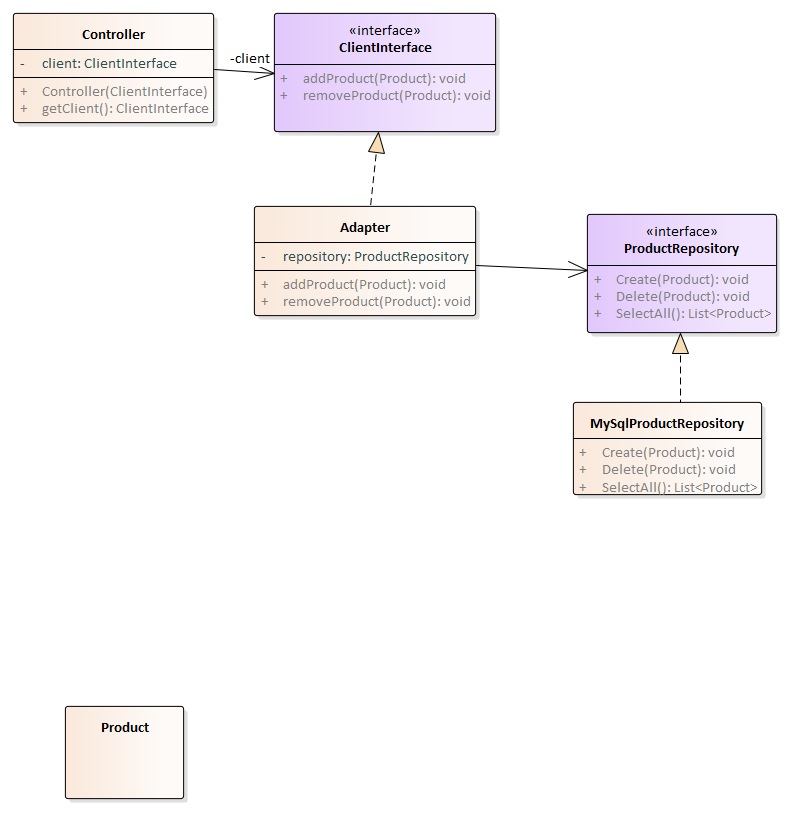 Controller
- client: ClientInterface
+ Controller(ClientInterface)
+ getClient(): ClientInterface
-client
«interface»
ClientInterface
+ addProduct(Product): void
+ removeProduct(Product): void
Adapter
- repository: ProductRepository
+ addProduct(Product): void
+ removeProduct(Product): void
«interface»
ProductRepository
+ Create(Product): void
+ Delete(Product): void
+ SelectAll(): List<Product>
MySqlProductRepository
+ Create(Product): void
+ Delete(Product): void
+ SelectAll(): List<Product>
Product